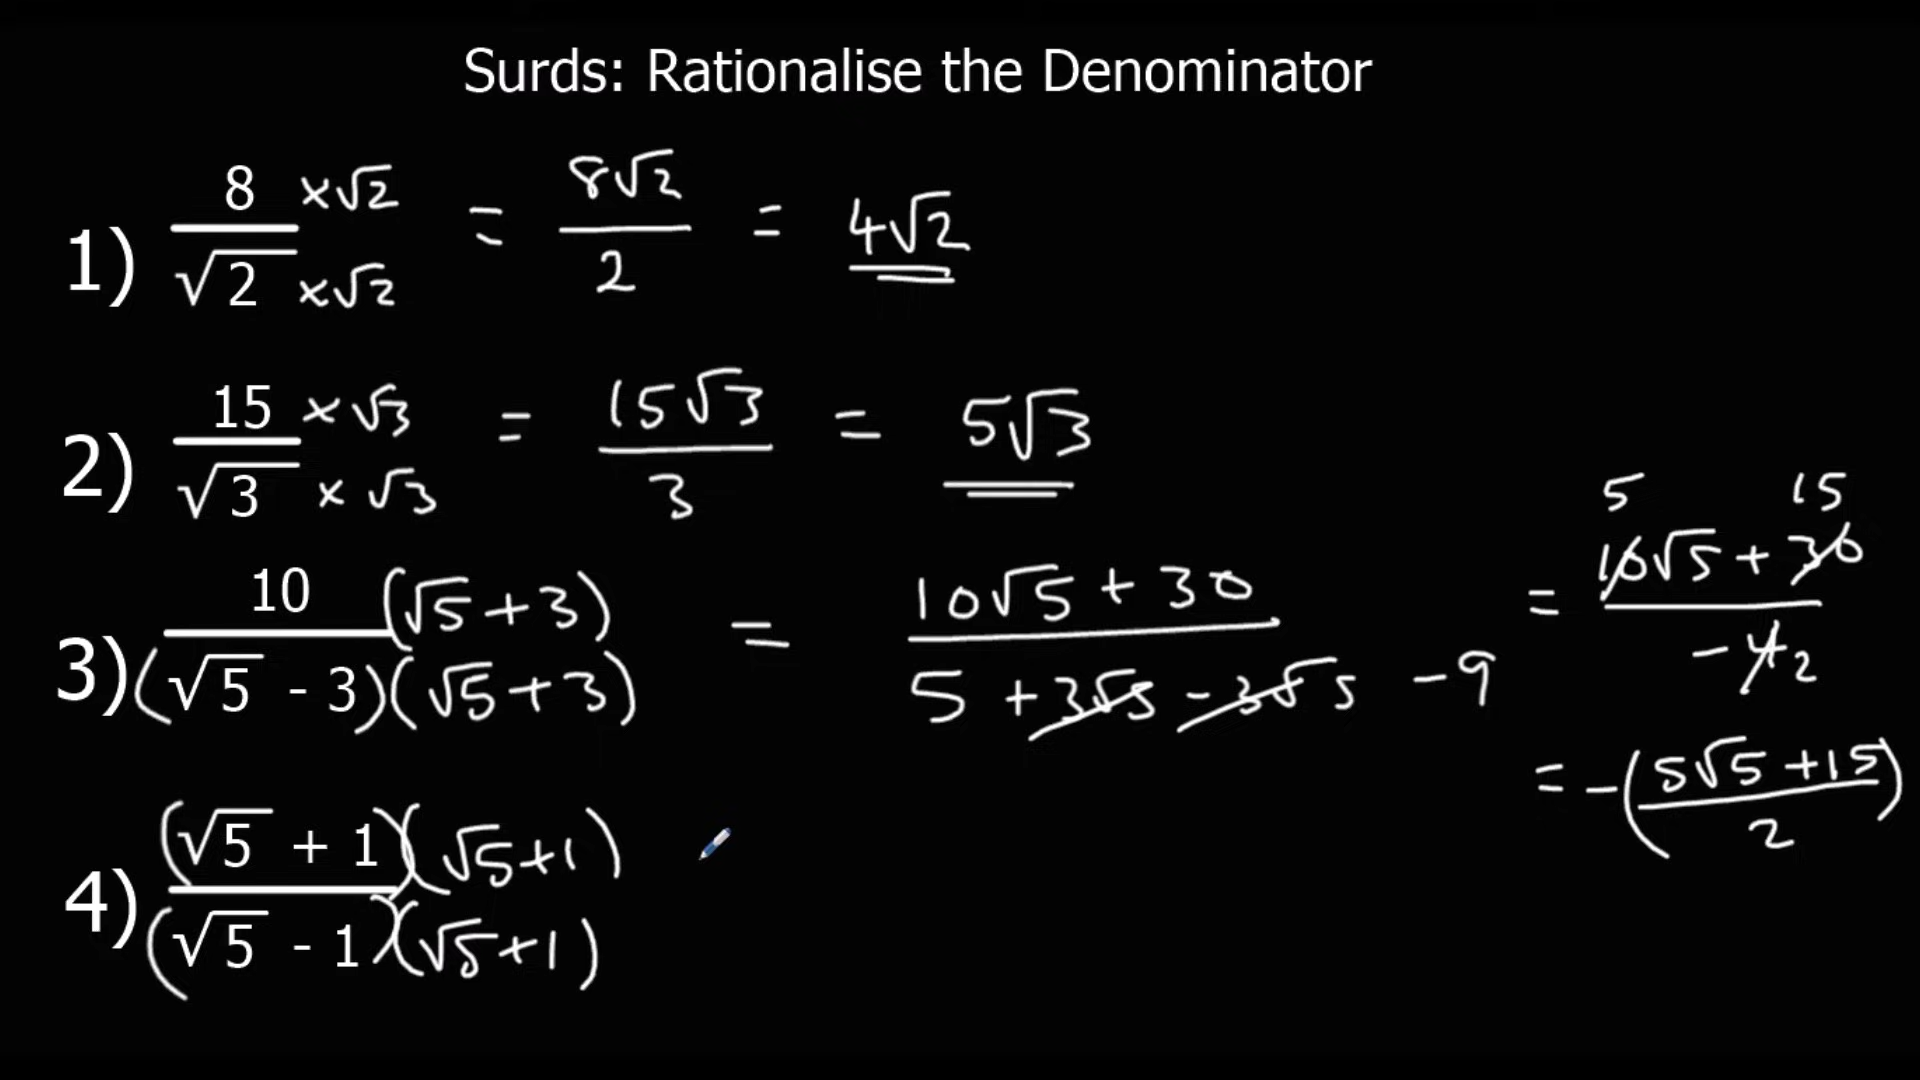 Surds: Rationalise the Denominator
1) 8/√2 ×√2/×√2 = 8√2/2 = 4√2
2) 15/√3 ×√3/×√3 = 15√3/3 = 5√3
3) 10(√5+3)/(√5 - 3)(√5+3) = 10√5+30/5+3√5-3√5-9 = 10√5+30/-4 5 15 2
= -(5√5+15/2)
4) (√5 + 1)(√5+1)/(√5 - 1)(√5+1)